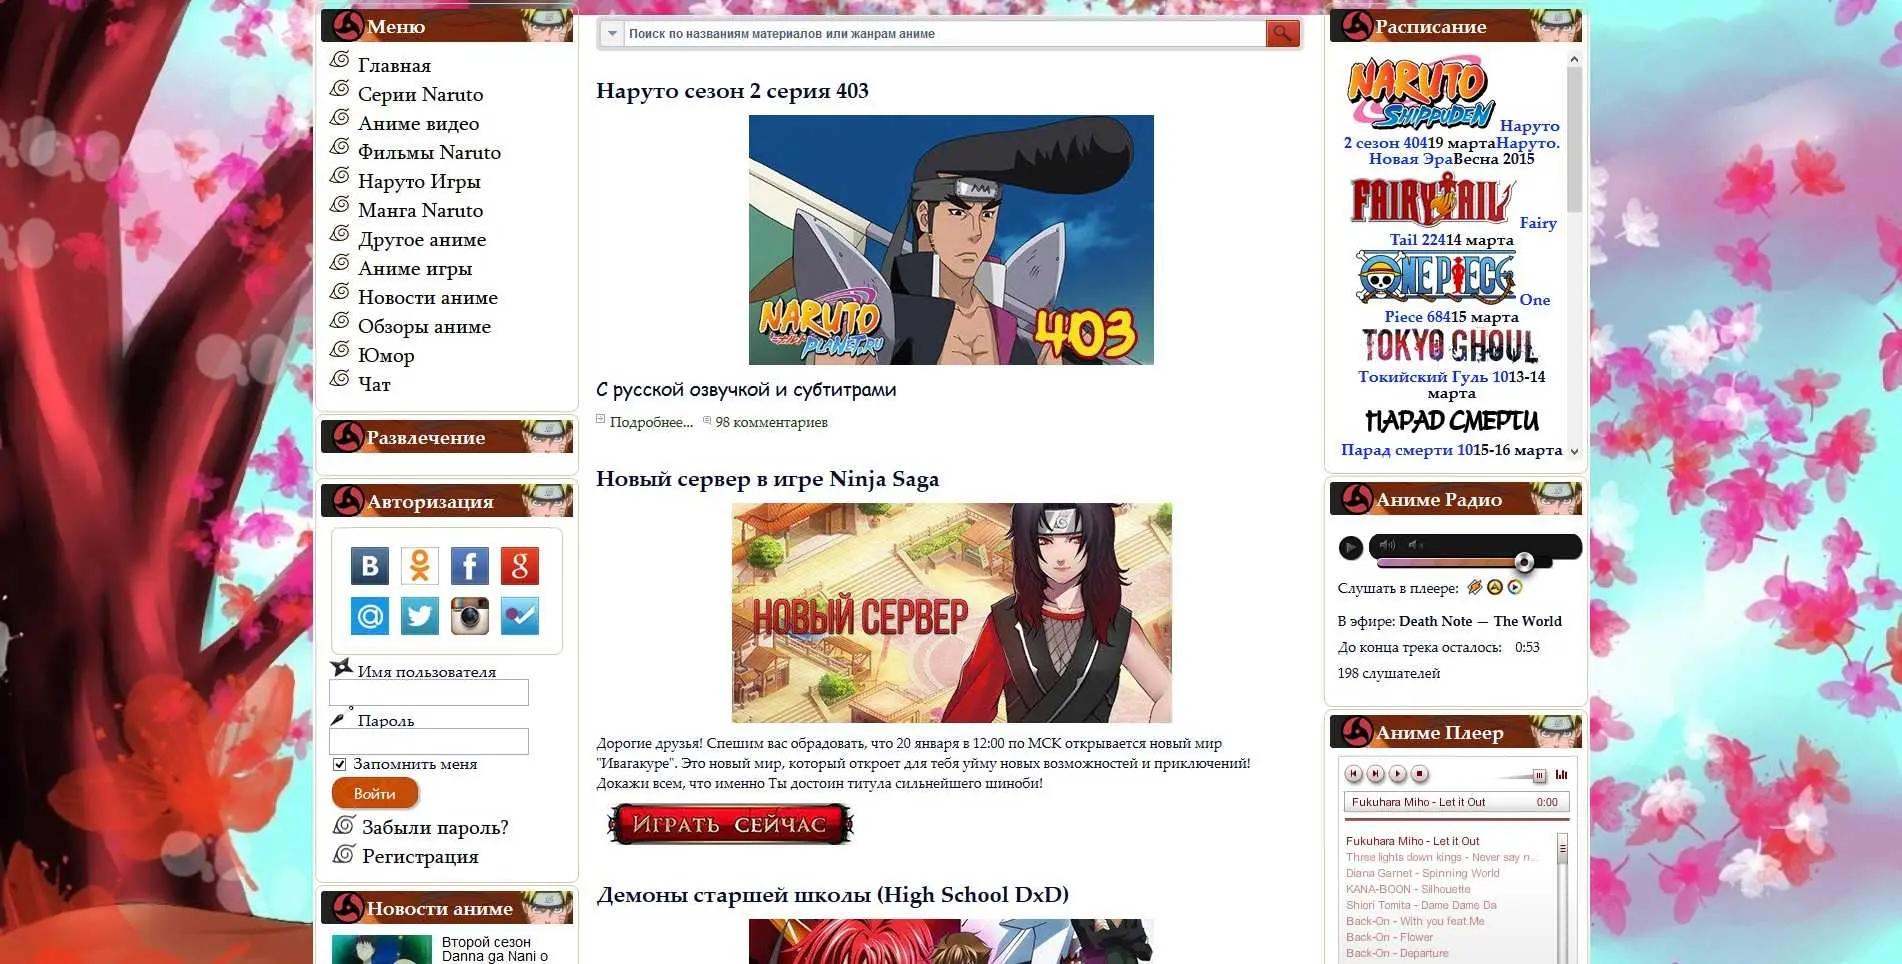 Меню
Главная
Серии Naruto
Аниме видео
Фильмы Naruto
Наруто Игры
Манга Naruto
Другое аниме
Аниме игры
Новости аниме
Обзоры аниме
Юмор
Чат
Развлечение
Авторизация
B
f
g
@
Имя пользователя
Пароль
Запомнить меня
Войти
Забыли пароль?
Регистрация
Новости аниме
Второй сезон
Danna ga Nani o
Поиск по названиям материалов или жанрам аниме
Наруто сезон 2 серия 403
NARUTO
PLANET.RU
403
С русской озвучкой и субтитрами
Подробнее... 98 комментариев
Новый сервер в игре Ninja Saga
НОВЫЙ СЕРВЕР
Дорогие друзья! Спешим вас обрадовать, что 20 января в 12:00 по МСК открывается новый мир
"Ивагакуре". Это новый мир, который откроет для тебя уйму новых возможностей и приключений!
Докажи всем, что именно Ты достоин титула сильнейшего шиноби!
ИГРАТЬ СЕЙЧАС
Демоны старшей школы (High School DxD)
Расписание
NARUTO
SHIPPUDEN
Наруто
2 сезон 40419 мартаНаруто.
Новая ЭраВесна 2015
FAIRY TAIL
Fairy
Tail 22414 марта
ONE PIECE
One
Piece 68415 марта
TOKYO GHOUL
Токийский Гуль 1013-14
марта
ПАРАД СМЕРТИ
Парад смерти 1015-16 марта
Аниме Радио
Слушать в плеере:
В эфире: Death Note — The World
До конца трека осталось: 0:53
198 слушателей
Аниме Плеер
Fukuhara Miho - Let it Out 0:00
Fukuhara Miho - Let it Out
Three lights down kings - Never say n...
Diana Garnet - Spinning World
KANA-BOON - Silhouette
Shiori Tomita - Dame Dame Da
Back-On - With you feat.Me
Back-On - Flower
Back-On - Departure